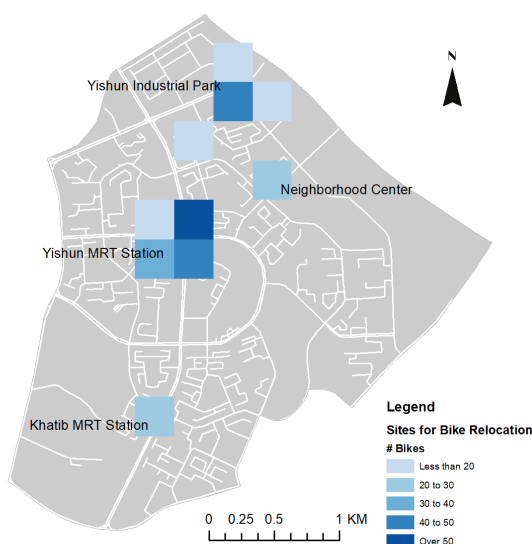 N
Yishun Industrial Park
Neighborhood Center
Yishun MRT Station
Khatib MRT Station
Legend
Sites for Bike Relocation
# Bikes
Less than 20
20 to 30
30 to 40
40 to 50
Over 50
0 0.25 0.5 1 KM